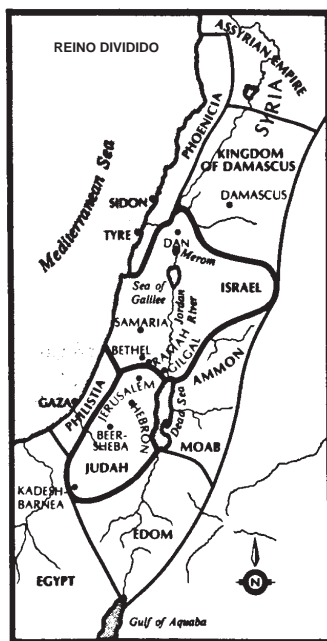 REINO DIVIDIDO
ASSYRIAN EMPIRE
SYRIA
PHOENICIA
KINGDOM
OF DAMASCUS
DAMASCUS
Mediterranean Sea
SIDON
TYRE
DAN
Merom
Sea of
Galilee
ISRAEL
Jordan
River
SAMARIA
BETHEL
RAMAH
GILGAL
AMMON
GAZA
PHILISTIA
JERUSALEM
HEBRON
Dead Sea
BEER-
SHEBA
MOAB
JUDAH
KADESH-
BARNEA
EDOM
EGYPT
N
Gulf of Aquaba